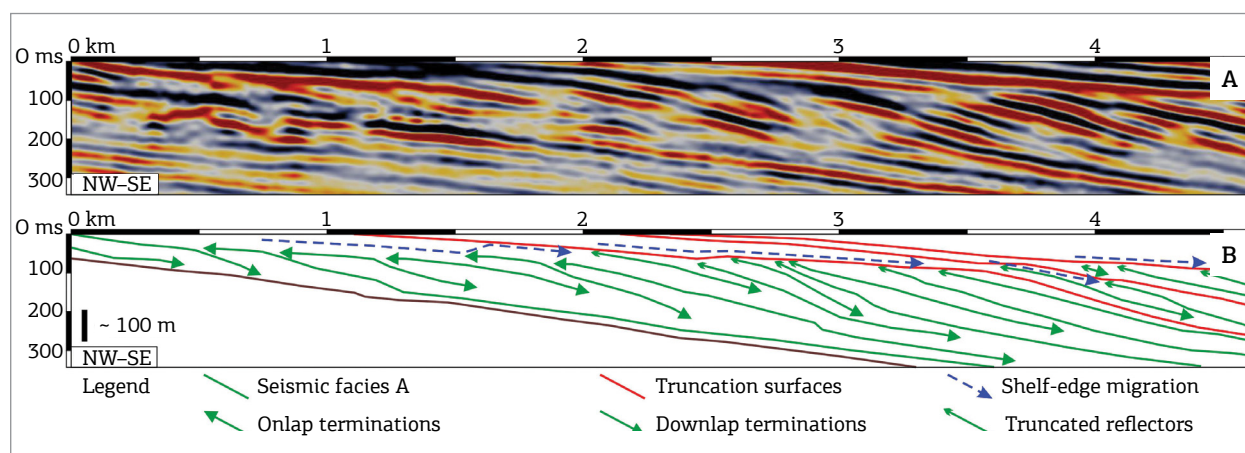 0 km 1 2 3 4
0 ms
A
100
200
300
NW–SE
0 km 1 2 3 4
0 ms
B
100
200
~ 100 m
300
NW–SE
Legend Seismic facies A Truncation surfaces Shelf-edge migration
Onlap terminations Downlap terminations Truncated reflectors